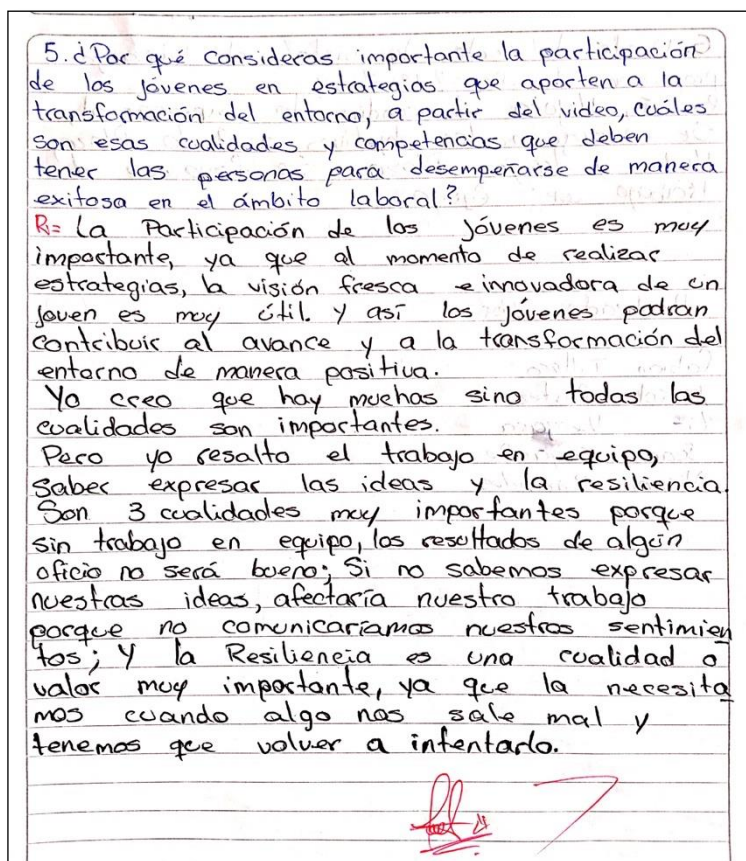 5. ¿Por qué consideras importante la participación
de los jóvenes en estrategias que aporten a la
transformación del entorno, a partir del video, cuáles
son esas cualidades y competencias que deben
tener las personas para desempeñarse de manera
exitosa en el ámbito laboral?
R= La Participación de los jóvenes es muy
importante, ya que al momento de realizar
estrategias, la visión fresca e innovadora de un
joven es muy útil. y así los jóvenes podran
contribuir al avance y a la transformación del
entorno de manera positiva.
Yo creo que hay muchas sino todas las
cualidades son importantes.
Pero yo resalto el trabajo en equipo,
saber expresar las ideas y la resiliencia.
Son 3 cualidades muy importantes porque
sin trabajo en equipo, los resultados de algún
oficio no será bueno; Si no sabemos expresar
nuestras ideas, afectaría nuestro trabajo
porque no comunicaríamos nuestros sentimien
tos; y la Resiliencia es una cualidad o
valor muy importante, ya que la necesita
mos cuando algo nos sale mal y
tenemos que volver a intentarlo.